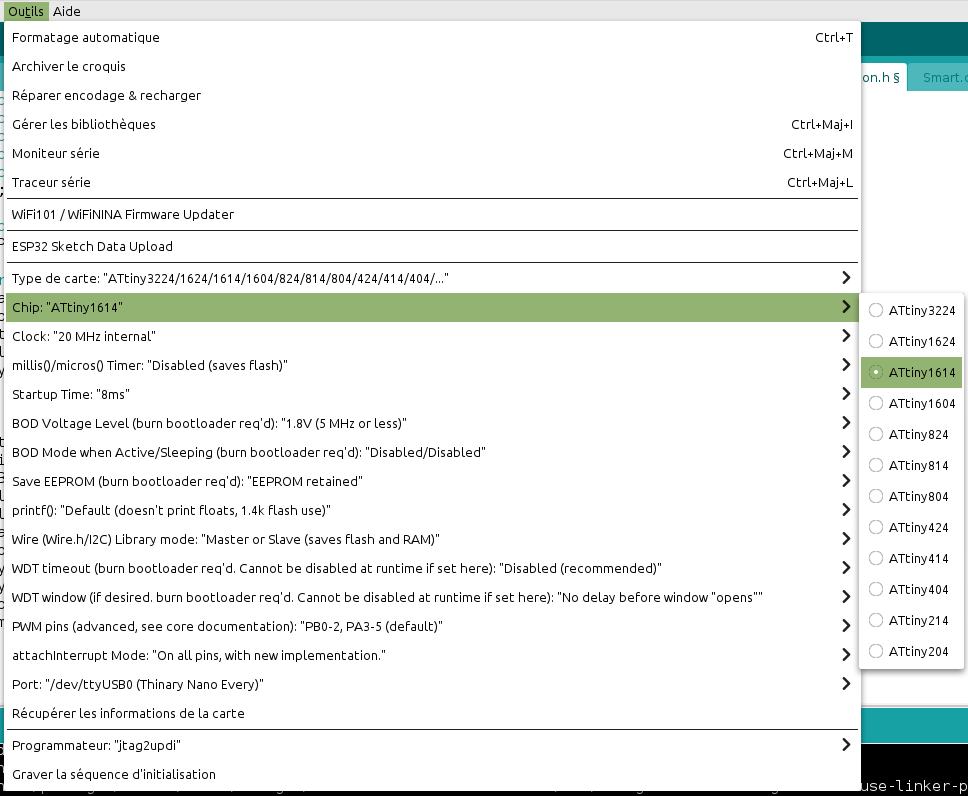 Outils Aide
Formatage automatique Ctrl+T
Archiver le croquis
Réparer encodage & recharger
Gérer les bibliothèques Ctrl+Maj+I
Moniteur série Ctrl+Maj+M
Traceur série Ctrl+Maj+L
WiFi101 / WiFiNINA Firmware Updater
ESP32 Sketch Data Upload
Type de carte: "ATtiny3224/1624/1614/1604/824/814/804/424/414/404/..."
Chip: "ATtiny1614"
Clock: "20 MHz internal"
millis()/micros() Timer: "Disabled (saves flash)"
Startup Time: "8ms"
BOD Voltage Level (burn bootloader req'd): "1.8V (5 MHz or less)"
BOD Mode when Active/Sleeping (burn bootloader req'd): "Disabled/Disabled"
Save EEPROM (burn bootloader req'd): "EEPROM retained"
printf(): "Default (doesn't print floats, 1.4k flash use)"
Wire (Wire.h/I2C) Library mode: "Master or Slave (saves flash and RAM)"
WDT timeout (burn bootloader req'd. Cannot be disabled at runtime if set here): "Disabled (recommended)"
WDT window (if desired. burn bootloader req'd. Cannot be disabled at runtime if set here): "No delay before window "opens""
PWM pins (advanced, see core documentation): "PB0-2, PA3-5 (default)"
attachInterrupt Mode: "On all pins, with new implementation."
Port: "/dev/ttyUSB0 (Thinary Nano Every)"
Récupérer les informations de la carte
Programmateur: "jtag2updi"
Graver la séquence d'initialisation
on.h §
Smart.
ATtiny3224
ATtiny1624
ATtiny1614
ATtiny1604
ATtiny824
ATtiny814
ATtiny804
ATtiny424
ATtiny414
ATtiny404
ATtiny214
ATtiny204
use-linker-p